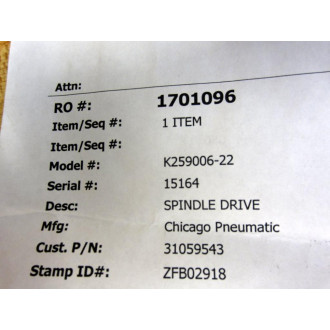 Attn:
RO #: 1701096
Item/Seq #: 1 ITEM
Item/Seq #:
Model #: K259006-22
Serial #: 15164
Desc: SPINDLE DRIVE
Mfg: Chicago Pneumatic
Cust. P/N: 31059543
Stamp ID#: ZFB02918